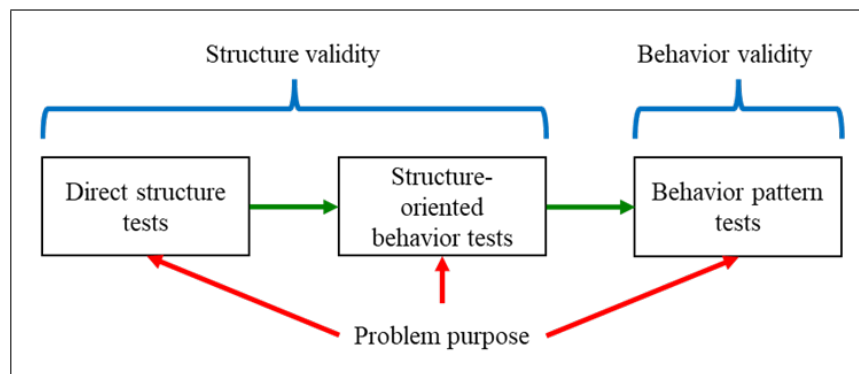 Structure validity
Behavior validity
Direct structure
tests
Structure-
oriented
behavior tests
Behavior pattern
tests
Problem purpose